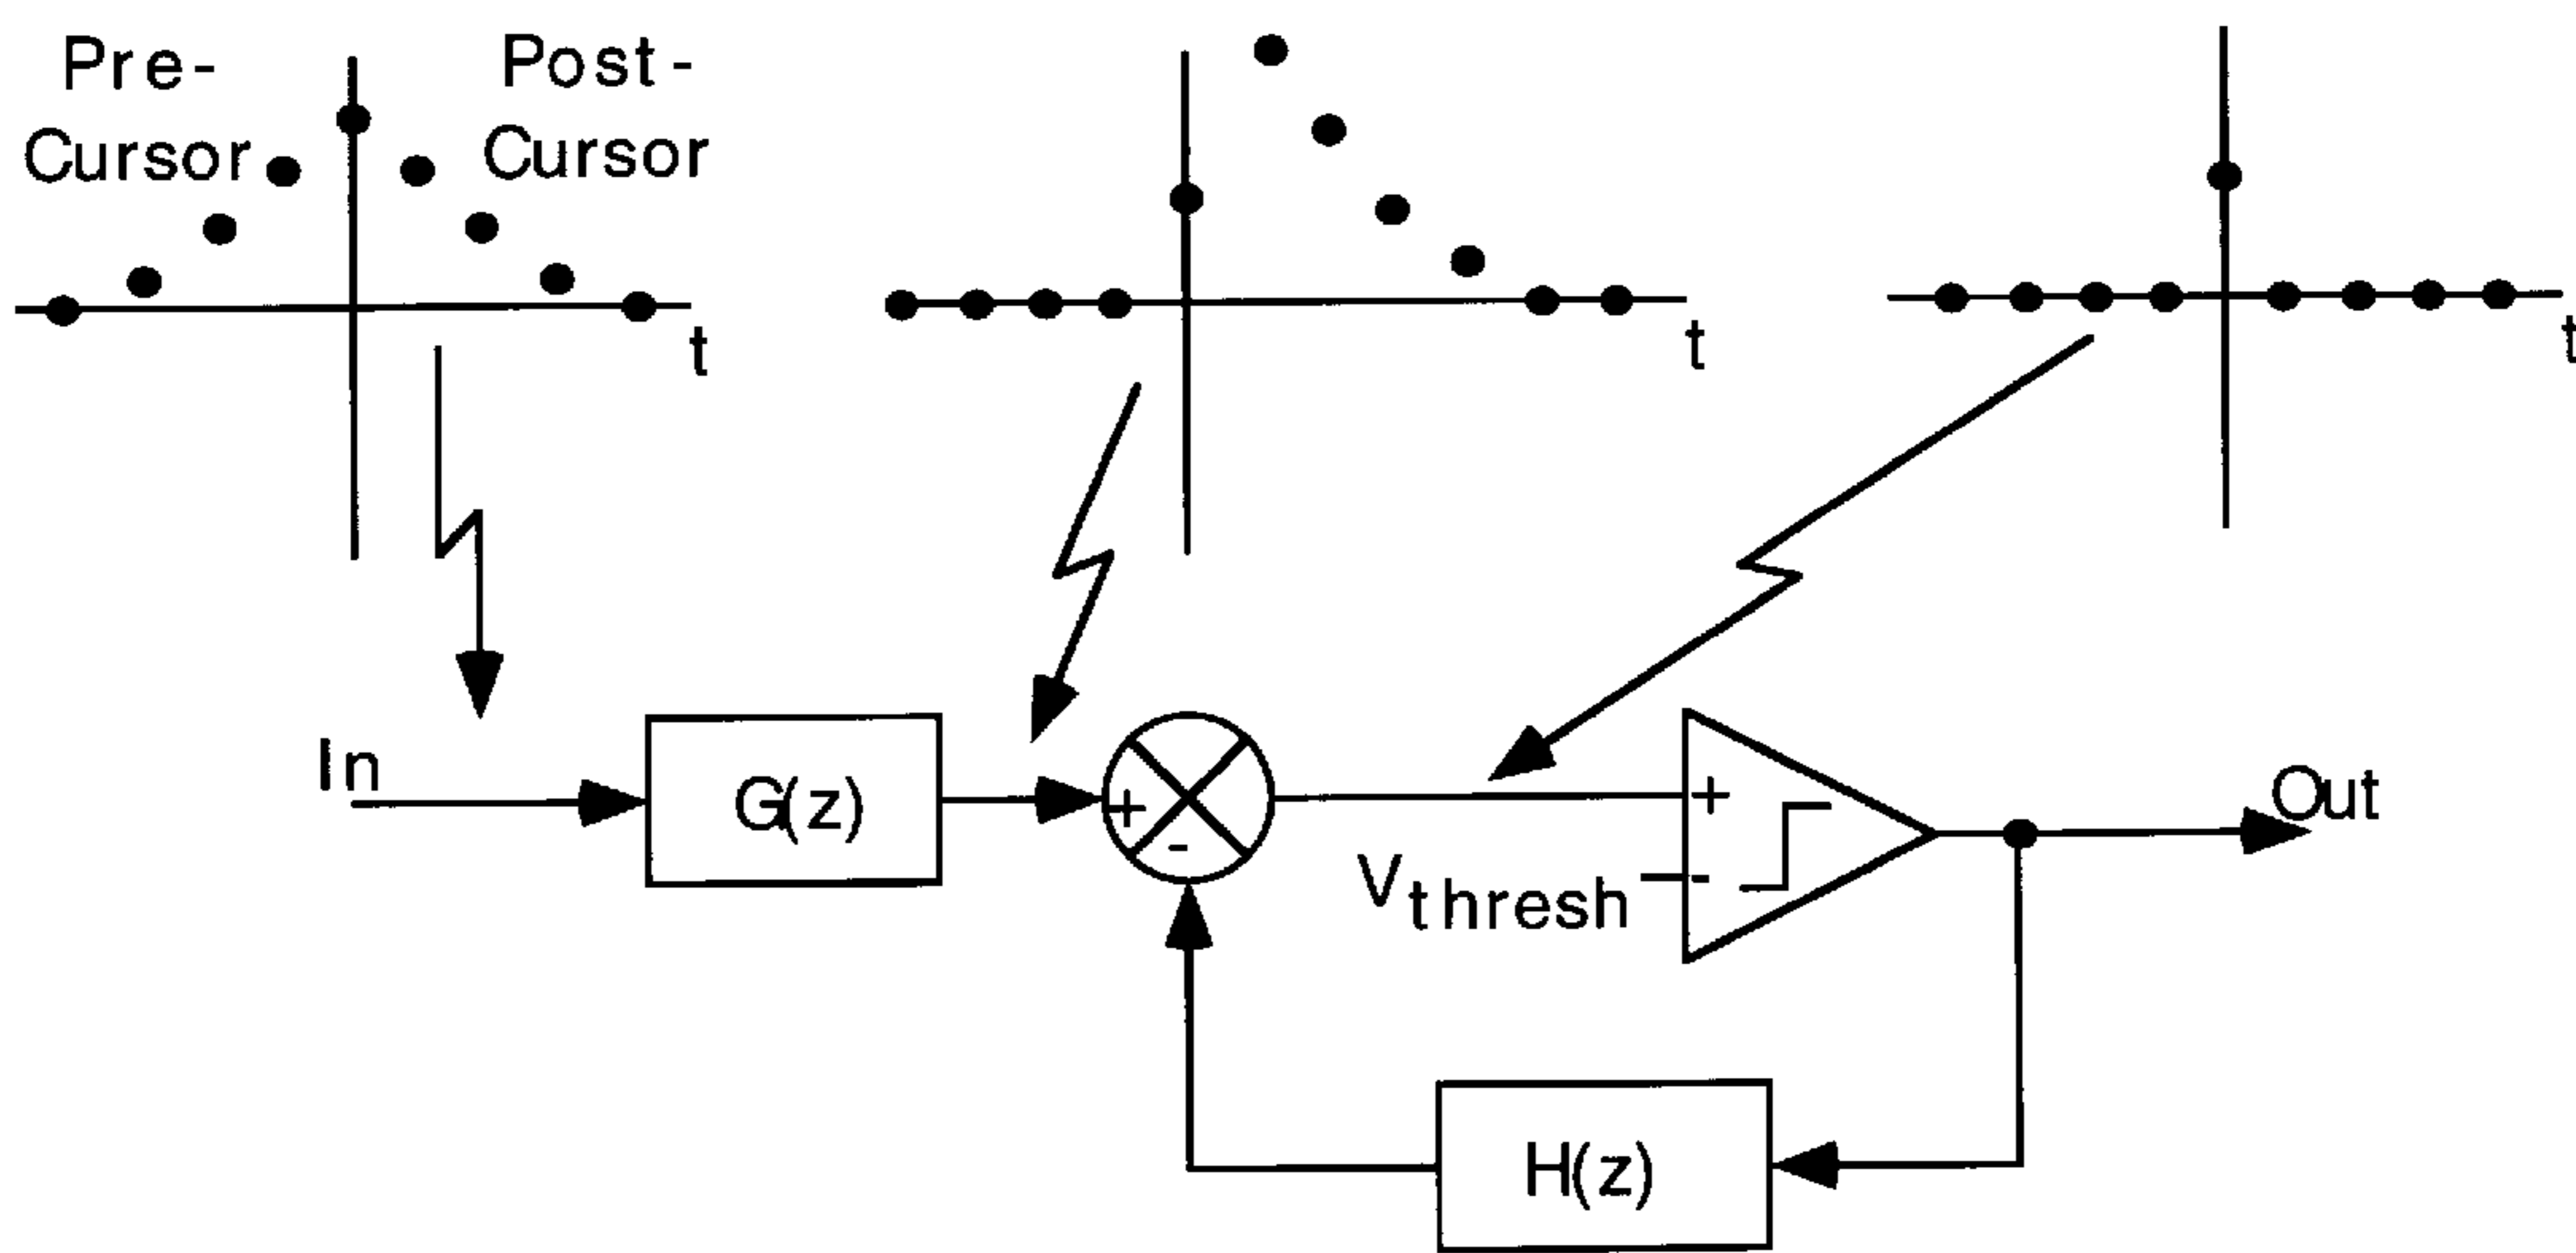 Pre-
Cursor
Post-
Cursor
t
t
t
In
G(z)
+
-
+
-
Vthresh
Out
H(z)